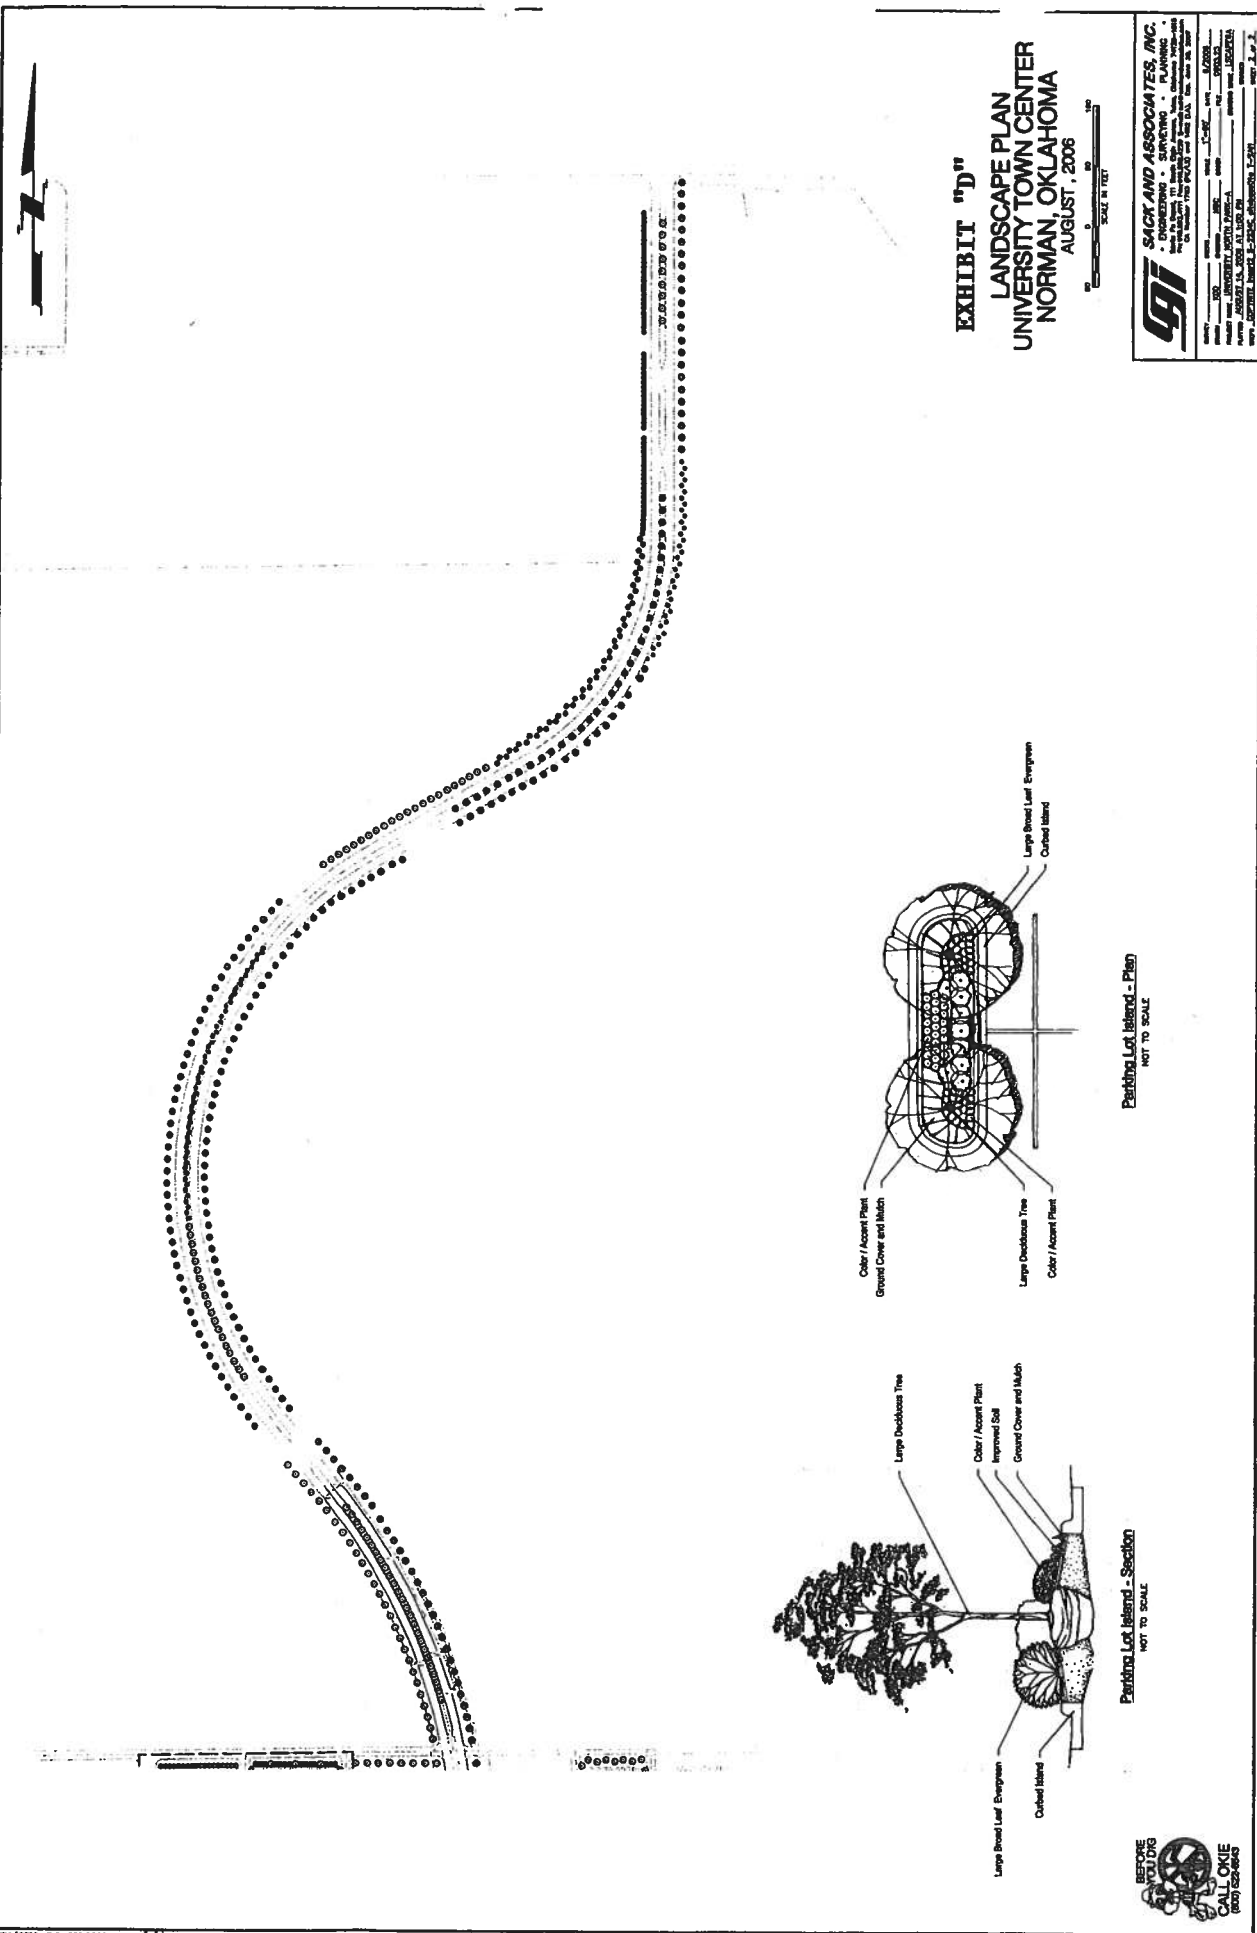 EXHIBIT "D"
LANDSCAPE PLAN
UNIVERSITY TOWN CENTER
NORMAN, OKLAHOMA
AUGUST, 2006
SCALE IN FEET
SACK AND ASSOCIATES, INC.
ENGINEERING • SURVEYING • PLANNING
Large Broad Leaf Evergreen
Curbed Island
Color / Accent Plant
Ground Cover and Mulch
Large Deciduous Tree
Color / Accent Plant
Parking Lot Island - Plan
NOT TO SCALE
Large Deciduous Tree
Color / Accent Plant
Improved Soil
Ground Cover and Mulch
Large Broad Leaf Evergreen
Curbed Island
Parking Lot Island - Section
NOT TO SCALE
BEFORE
YOU DIG
CALL OKIE
(800) 522-6543